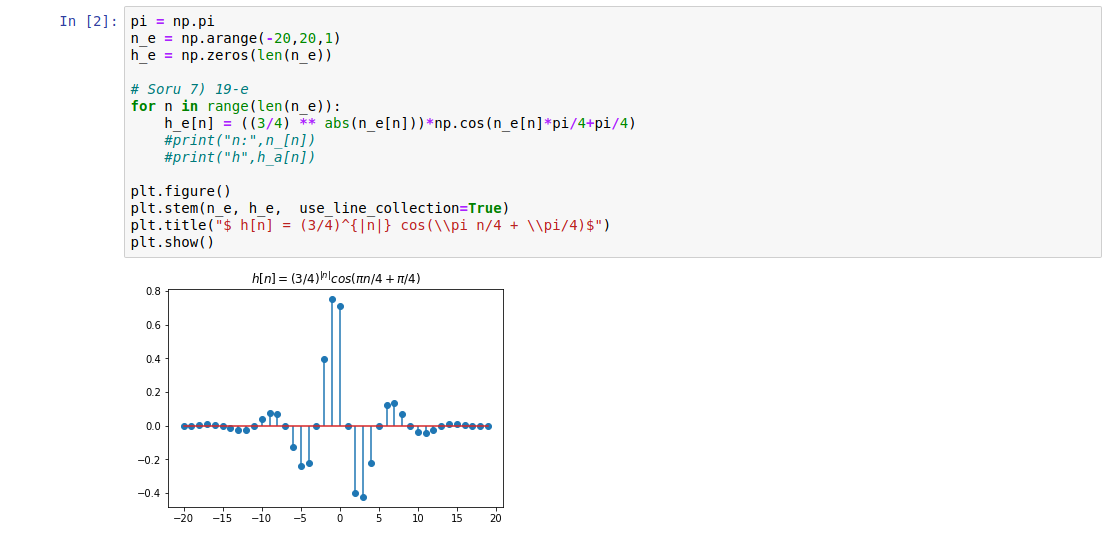 In [2]:
pi = np.pi
n_e = np.arange(-20,20,1)
h_e = np.zeros(len(n_e))
# Soru 7) 19-e
for n in range(len(n_e)):
    h_e[n] = ((3/4) ** abs(n_e[n]))*np.cos(n_e[n]*pi/4+pi/4)
    #print("n:",n_[n])
    #print("h",h_a[n])
plt.figure()
plt.stem(n_e, h_e,  use_line_collection=True)
plt.title("$ h[n] = (3/4)^{|n|} cos(\\pi n/4 + \\pi/4)$")
plt.show()
h[n] = (3/4)^|n| cos(πn/4 + π/4)
0.8
0.6
0.4
0.2
0.0
−0.2
−0.4
−20 −15 −10 −5 0 5 10 15 20